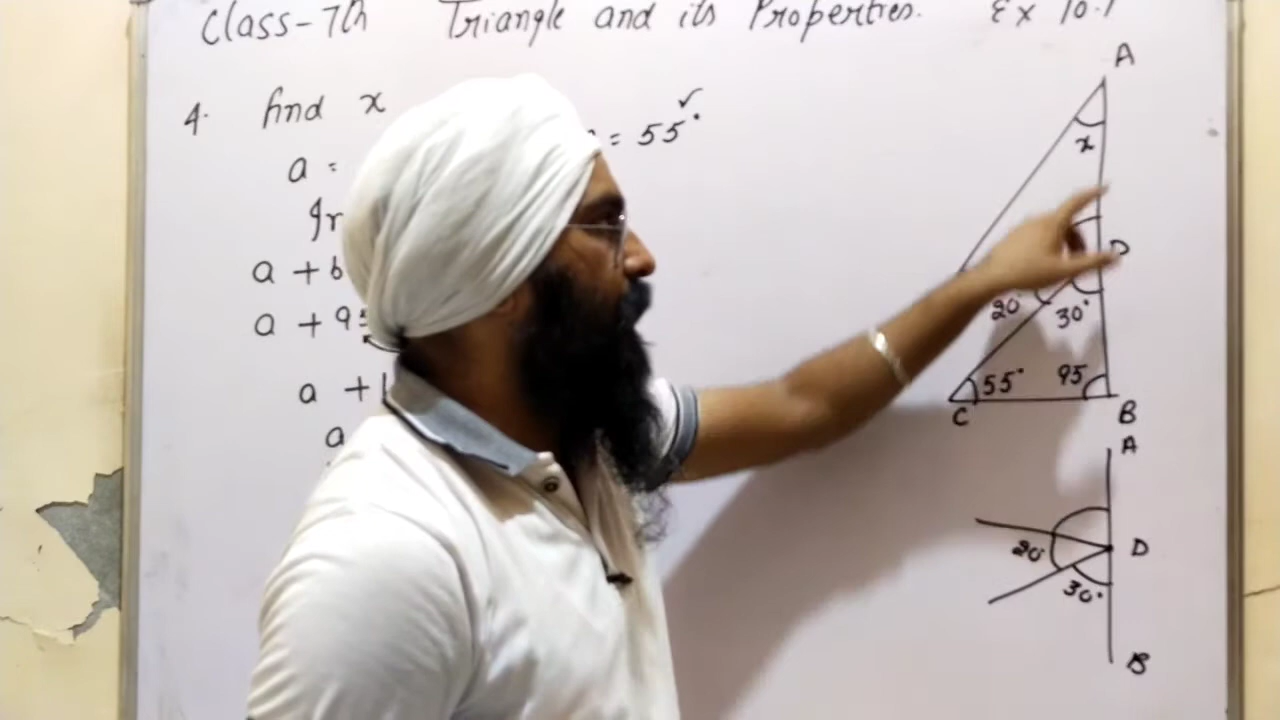 Class-7th Triangle and its Properties. Ex 10.1
4. find x
a =
= 55°
a + b
a + 95
a + 1
a
A
x
D
20 30°
55° 95
C B
A
20 D
30°
B